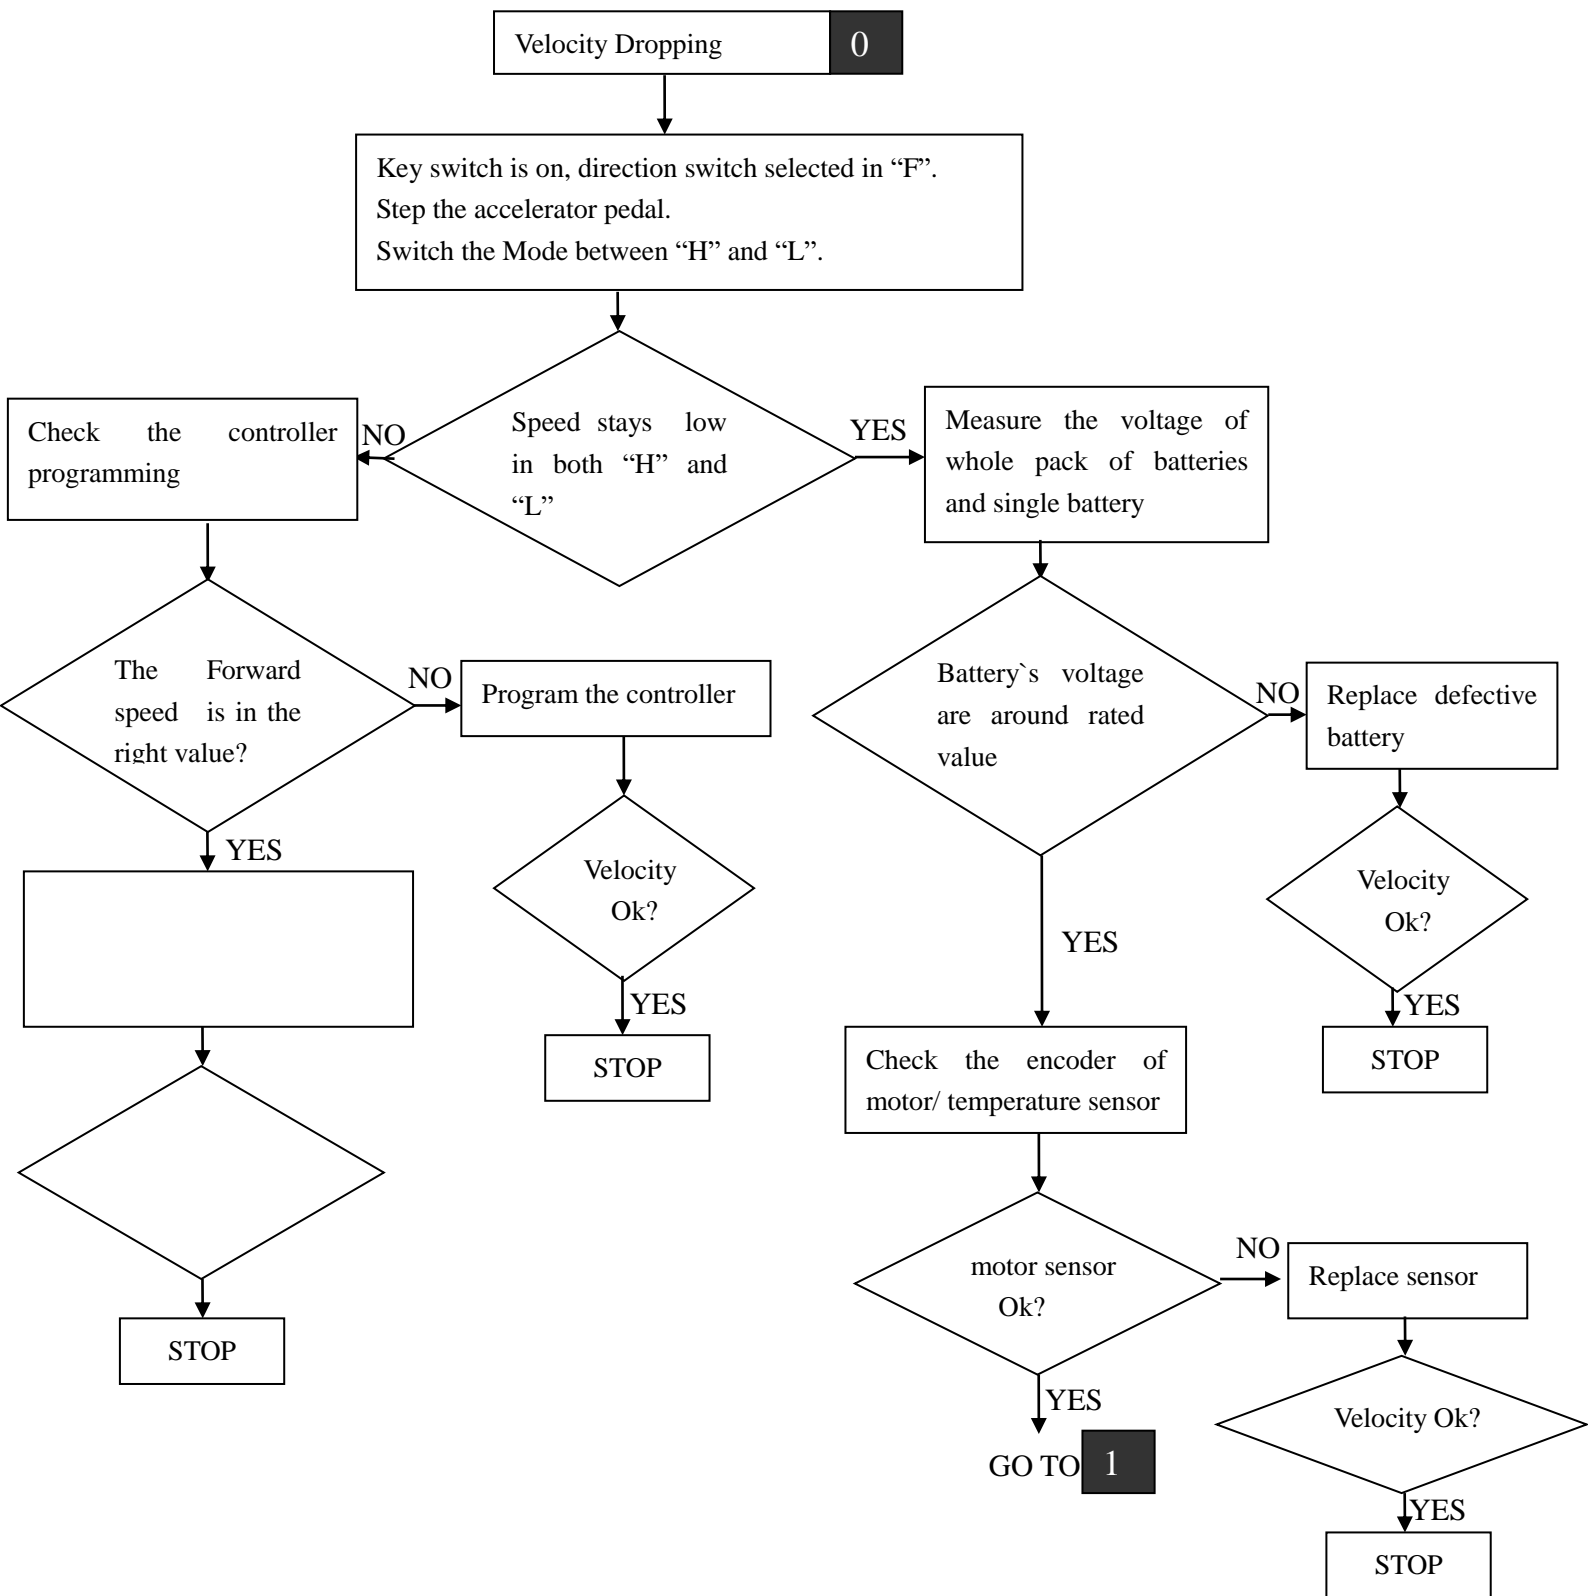 Velocity Dropping 0
Key switch is on, direction switch selected in “F”.
Step the accelerator pedal.
Switch the Mode between “H” and “L”.
Speed stays low
in both “H” and
“L”
NO
YES
Check the controller
programming
Measure the voltage of
whole pack of batteries
and single battery
The Forward
speed is in the
right value?
NO
Program the controller
Battery`s voltage
are around rated
value
NO
Replace defective
battery
YES
Velocity
Ok?
YES
STOP
Velocity
Ok?
YES
STOP
YES
Check the encoder of
motor/ temperature sensor
STOP
motor sensor
Ok?
NO
Replace sensor
YES
GO TO 1
Velocity Ok?
YES
STOP